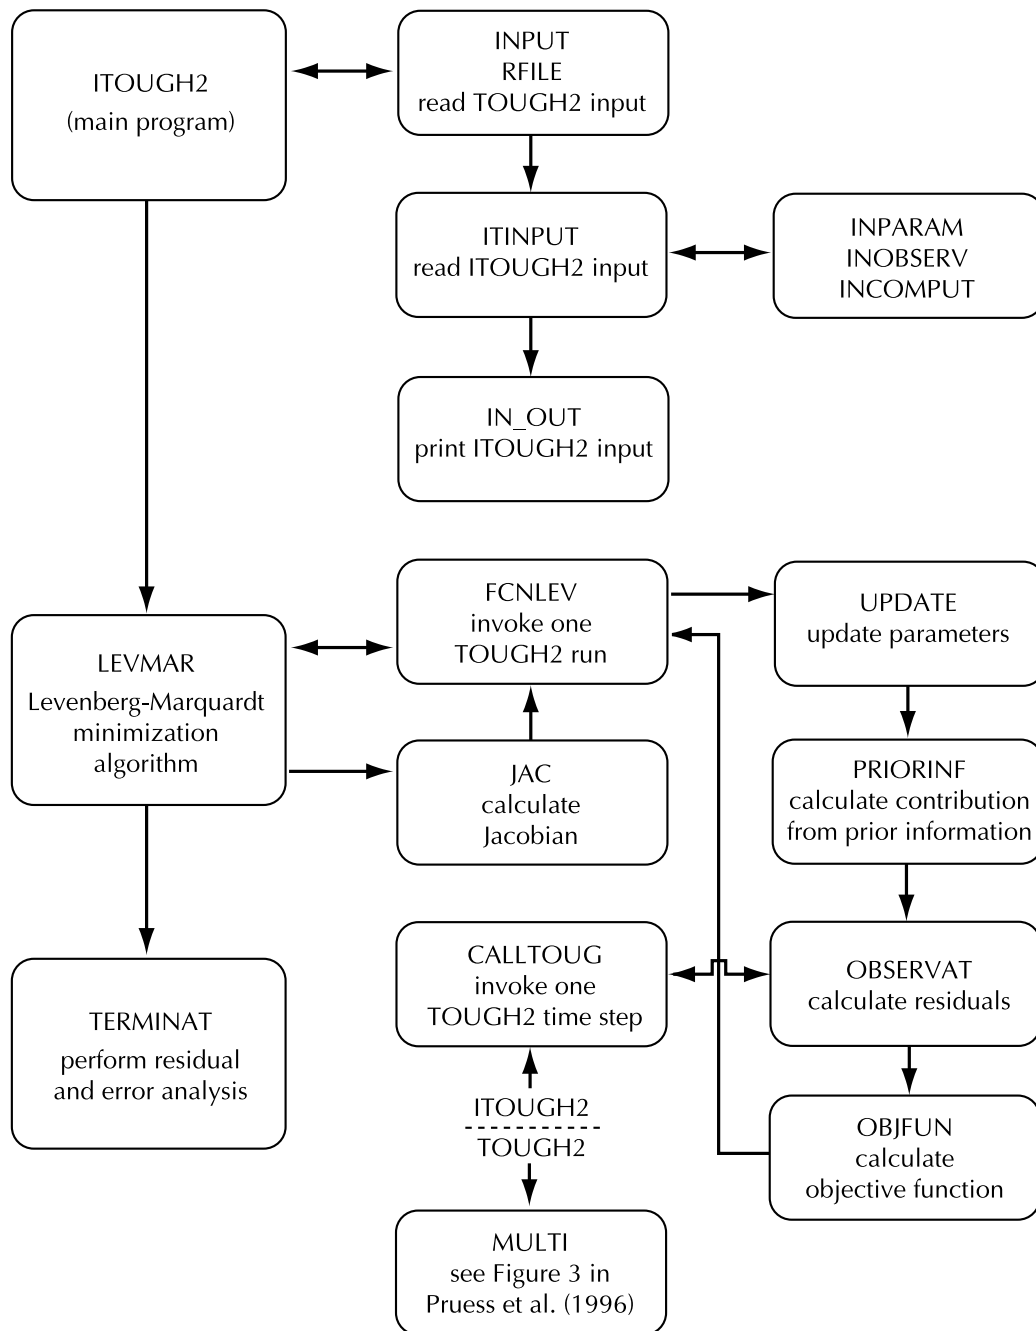 ITOUGH2
(main program)
INPUT
RFILE
read TOUGH2 input
ITINPUT
read ITOUGH2 input
INPARAM
INOBSERV
INCOMPUT
IN_OUT
print ITOUGH2 input
LEVMAR
Levenberg-Marquardt
minimization
algorithm
FCNLEV
invoke one
TOUGH2 run
UPDATE
update parameters
JAC
calculate
Jacobian
PRIORINF
calculate contribution
from prior information
CALLTOUG
invoke one
TOUGH2 time step
OBSERVAT
calculate residuals
TERMINAT
perform residual
and error analysis
ITOUGH2
TOUGH2
OBJFUN
calculate
objective function
MULTI
see Figure 3 in
Pruess et al. (1996)